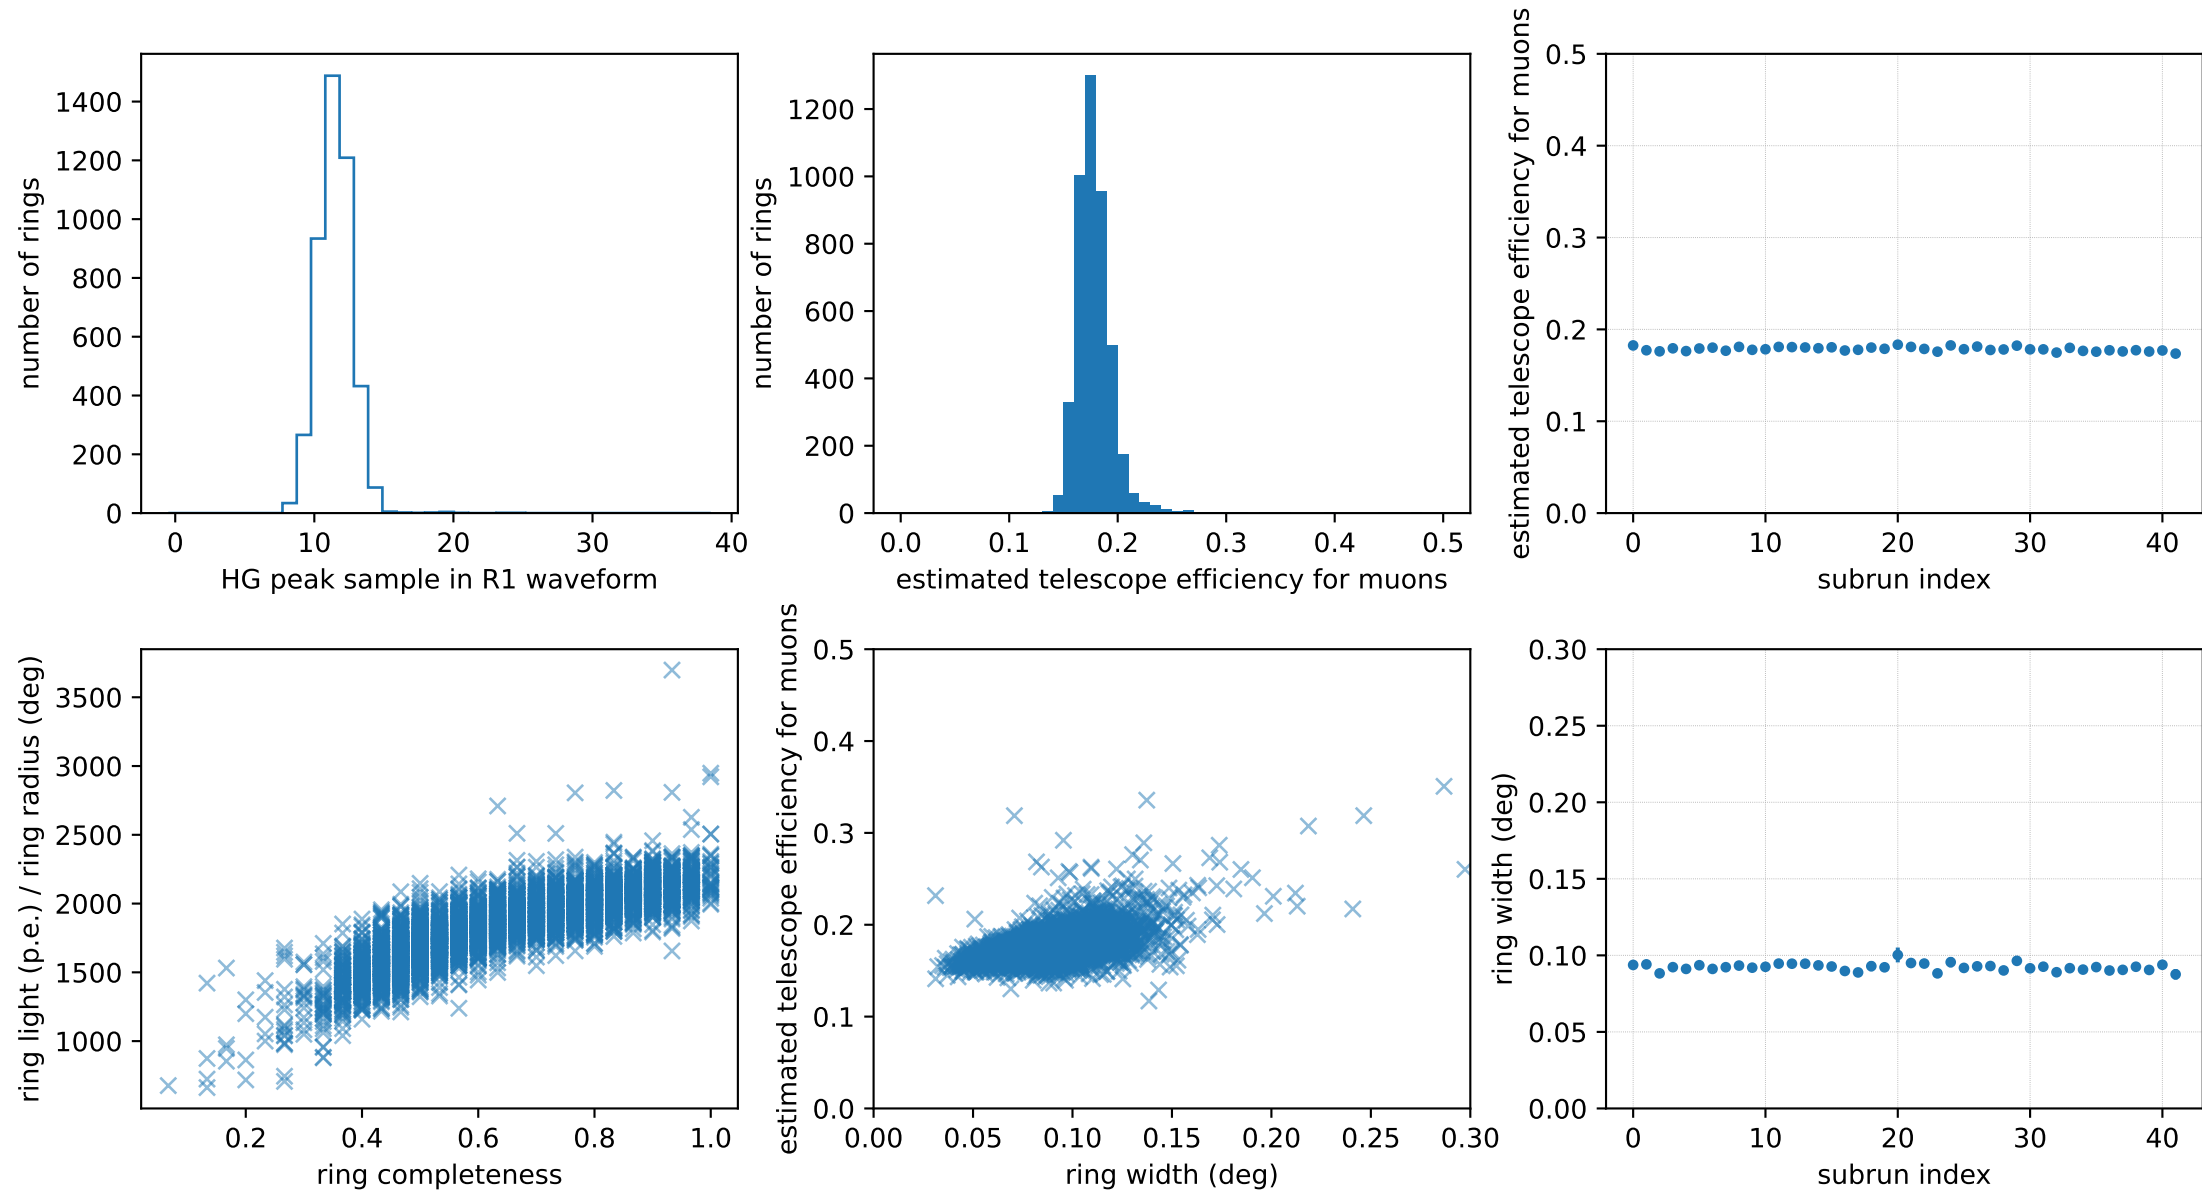 number of rings
1400
1200
1000
800
600
400
200
0
0 10 20 30 40
HG peak sample in R1 waveform
number of rings
1200
1000
800
600
400
200
0
0.0 0.1 0.2 0.3 0.4 0.5
estimated telescope efficiency for muons
estimated telescope efficiency for muons
0.5
0.4
0.3
0.2
0.1
0.0
0 10 20 30 40
subrun index
ring light (p.e.) / ring radius (deg)
3500
3000
2500
2000
1500
1000
0.2 0.4 0.6 0.8 1.0
ring completeness
estimated telescope efficiency for muons
0.5
0.4
0.3
0.2
0.1
0.0
0.00 0.05 0.10 0.15 0.20 0.25 0.30
ring width (deg)
ring width (deg)
0.30
0.25
0.20
0.15
0.10
0.05
0.00
0 10 20 30 40
subrun index